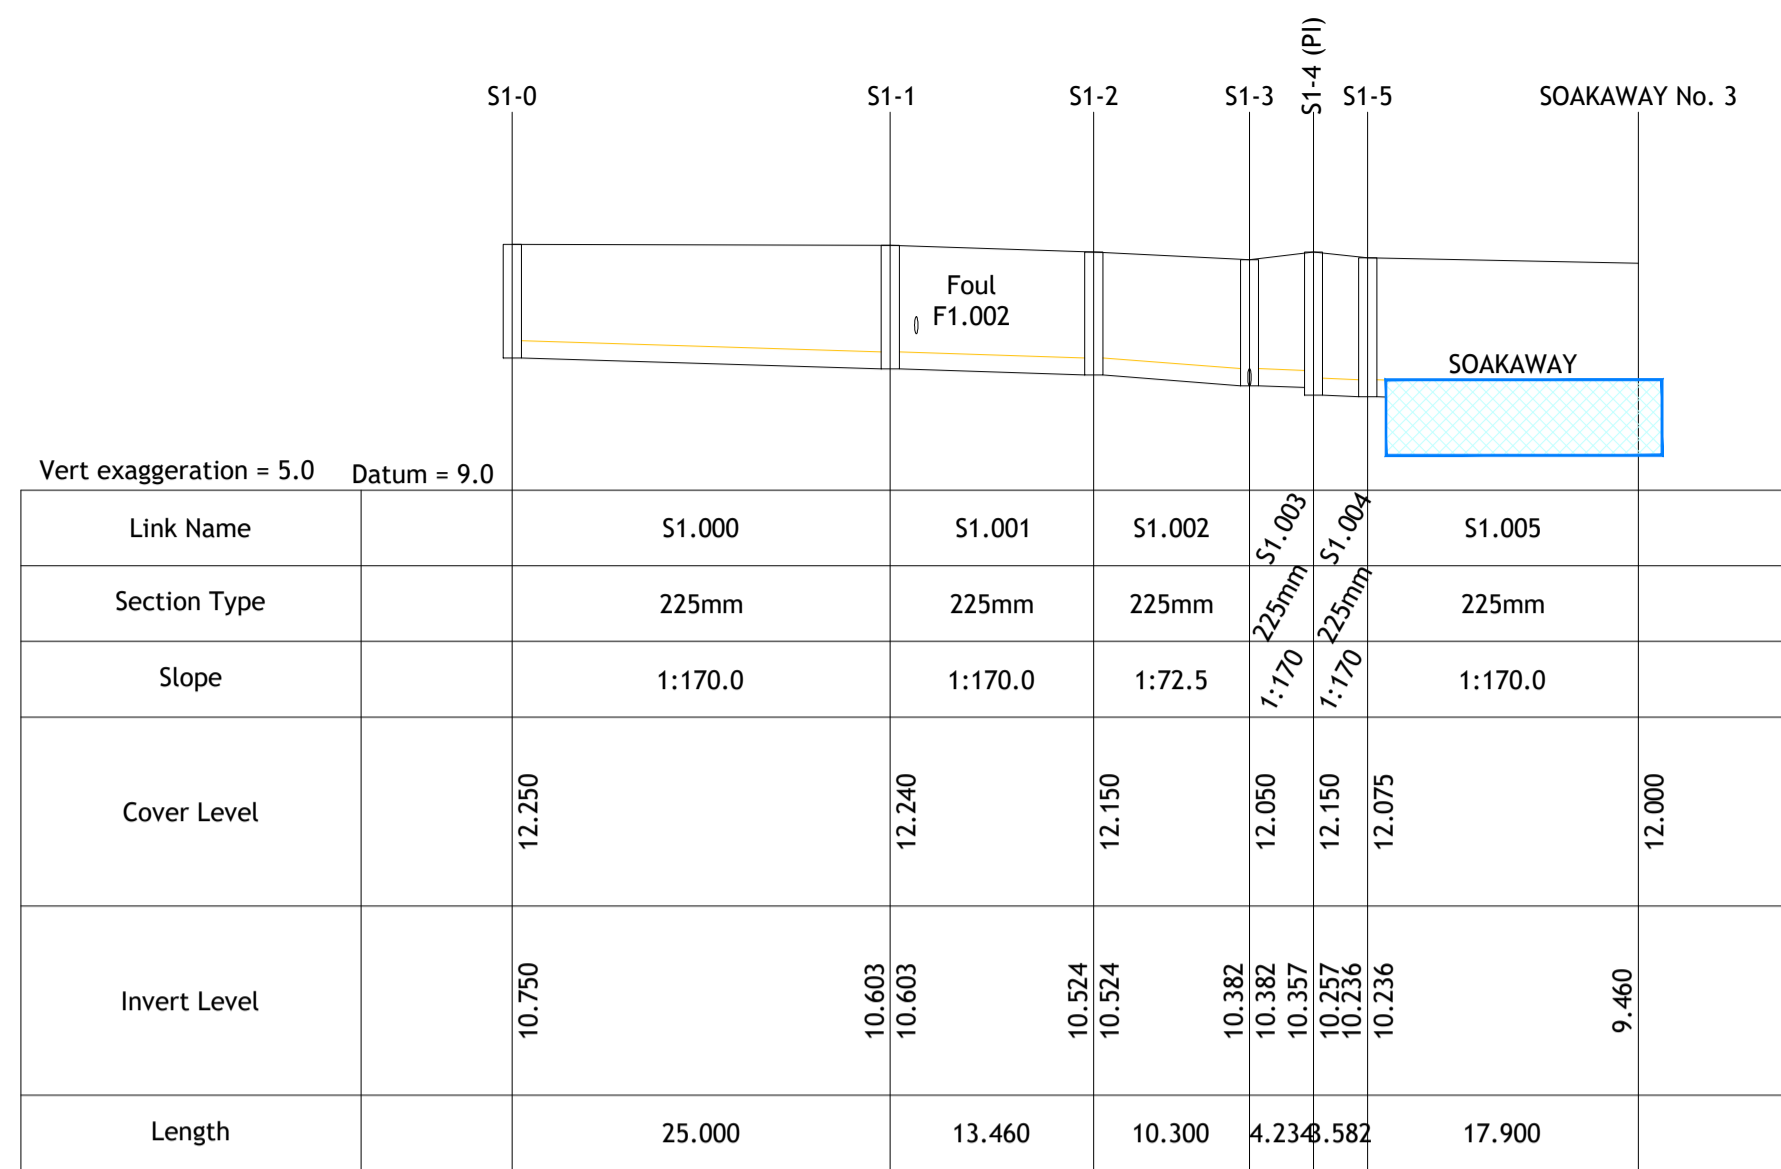 S1-0 S1-1 S1-2 S1-3 S1-4 (PI) S1-5 SOAKAWAY No. 3
Foul
F1.002
SOAKAWAY
Vert exaggeration = 5.0 Datum = 9.0
Link Name S1.000 S1.001 S1.002 S1.003 S1.004 S1.005
Section Type 225mm 225mm 225mm 225mm 225mm 225mm
Slope 1:170.0 1:170.0 1:72.5 1:170 1:170 1:170.0
Cover Level 12.250 12.240 12.150 12.050 12.150 12.075 12.000
Invert Level 10.750 10.603 10.603 10.524 10.524 10.382 10.382 10.357 10.257 10.236 10.236 9.460
Length 25.000 13.460 10.300 4.234 3.582 17.900